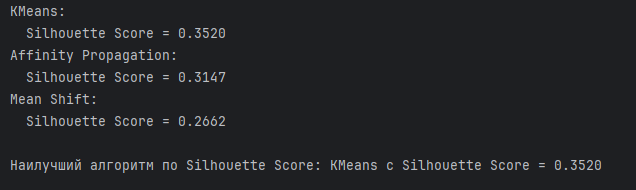 KMeans:
  Silhouette Score = 0.3520
Affinity Propagation:
  Silhouette Score = 0.3147
Mean Shift:
  Silhouette Score = 0.2662

Наилучший алгоритм по Silhouette Score: KMeans с Silhouette Score = 0.3520